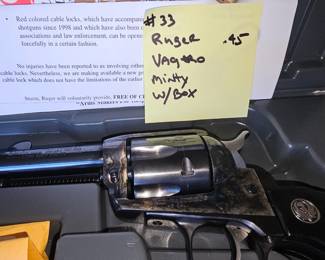 • Red colored cable locks, which have accompan
shotguns since 1998 and which have also been
associations and law enforcement, can be opene
forcefully in a certain fashion.
No injuries have been reported to us involving eithe
cable locks. Nevertheless, we are making available a new
cable lock which does not have the limitations of the earlier
Sturm, Ruger will voluntarily provide, FREE OF
#33
Ruger .45
VAquero
Minty
W/Box